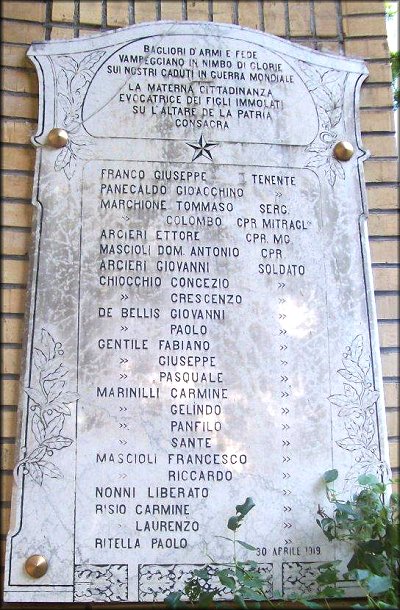 BAGLIORI D'ARMI E FEDE
VAMPEGGIANO IN NIMBO DI GLORIE
SUI NOSTRI CADUTI IN GUERRA MONDIALE
LA MATERNA CITTADINANZA
EVOCATRICE DEI FIGLI IMMOLATI
SU L'ALTARE DE LA PATRIA
CONSACRA
FRANCO GIUSEPPE TENENTE
PANECALDO GIOACCHINO »
MARCHIONE TOMMASO SERG.
» COLOMBO CPR MITRAGL.
ARCIERI ETTORE CPR. MG.
MASCIOLI DOM. ANTONIO CPR
ARCIERI GIOVANNI SOLDATO
CHIOCCHIO CONCEZIO »
» CRESCENZO »
DE BELLIS GIOVANNI »
» PAOLO »
GENTILE FABIANO »
» GIUSEPPE »
» PASQUALE »
MARINILLI CARMINE »
» GELINDO »
» PANFILO »
» SANTE »
MASCIOLI FRANCESCO »
» RICCARDO »
NONNI LIBERATO »
RISIO CARMINE »
» LAURENZO »
RITELLA PAOLO »
30 APRILE 1919